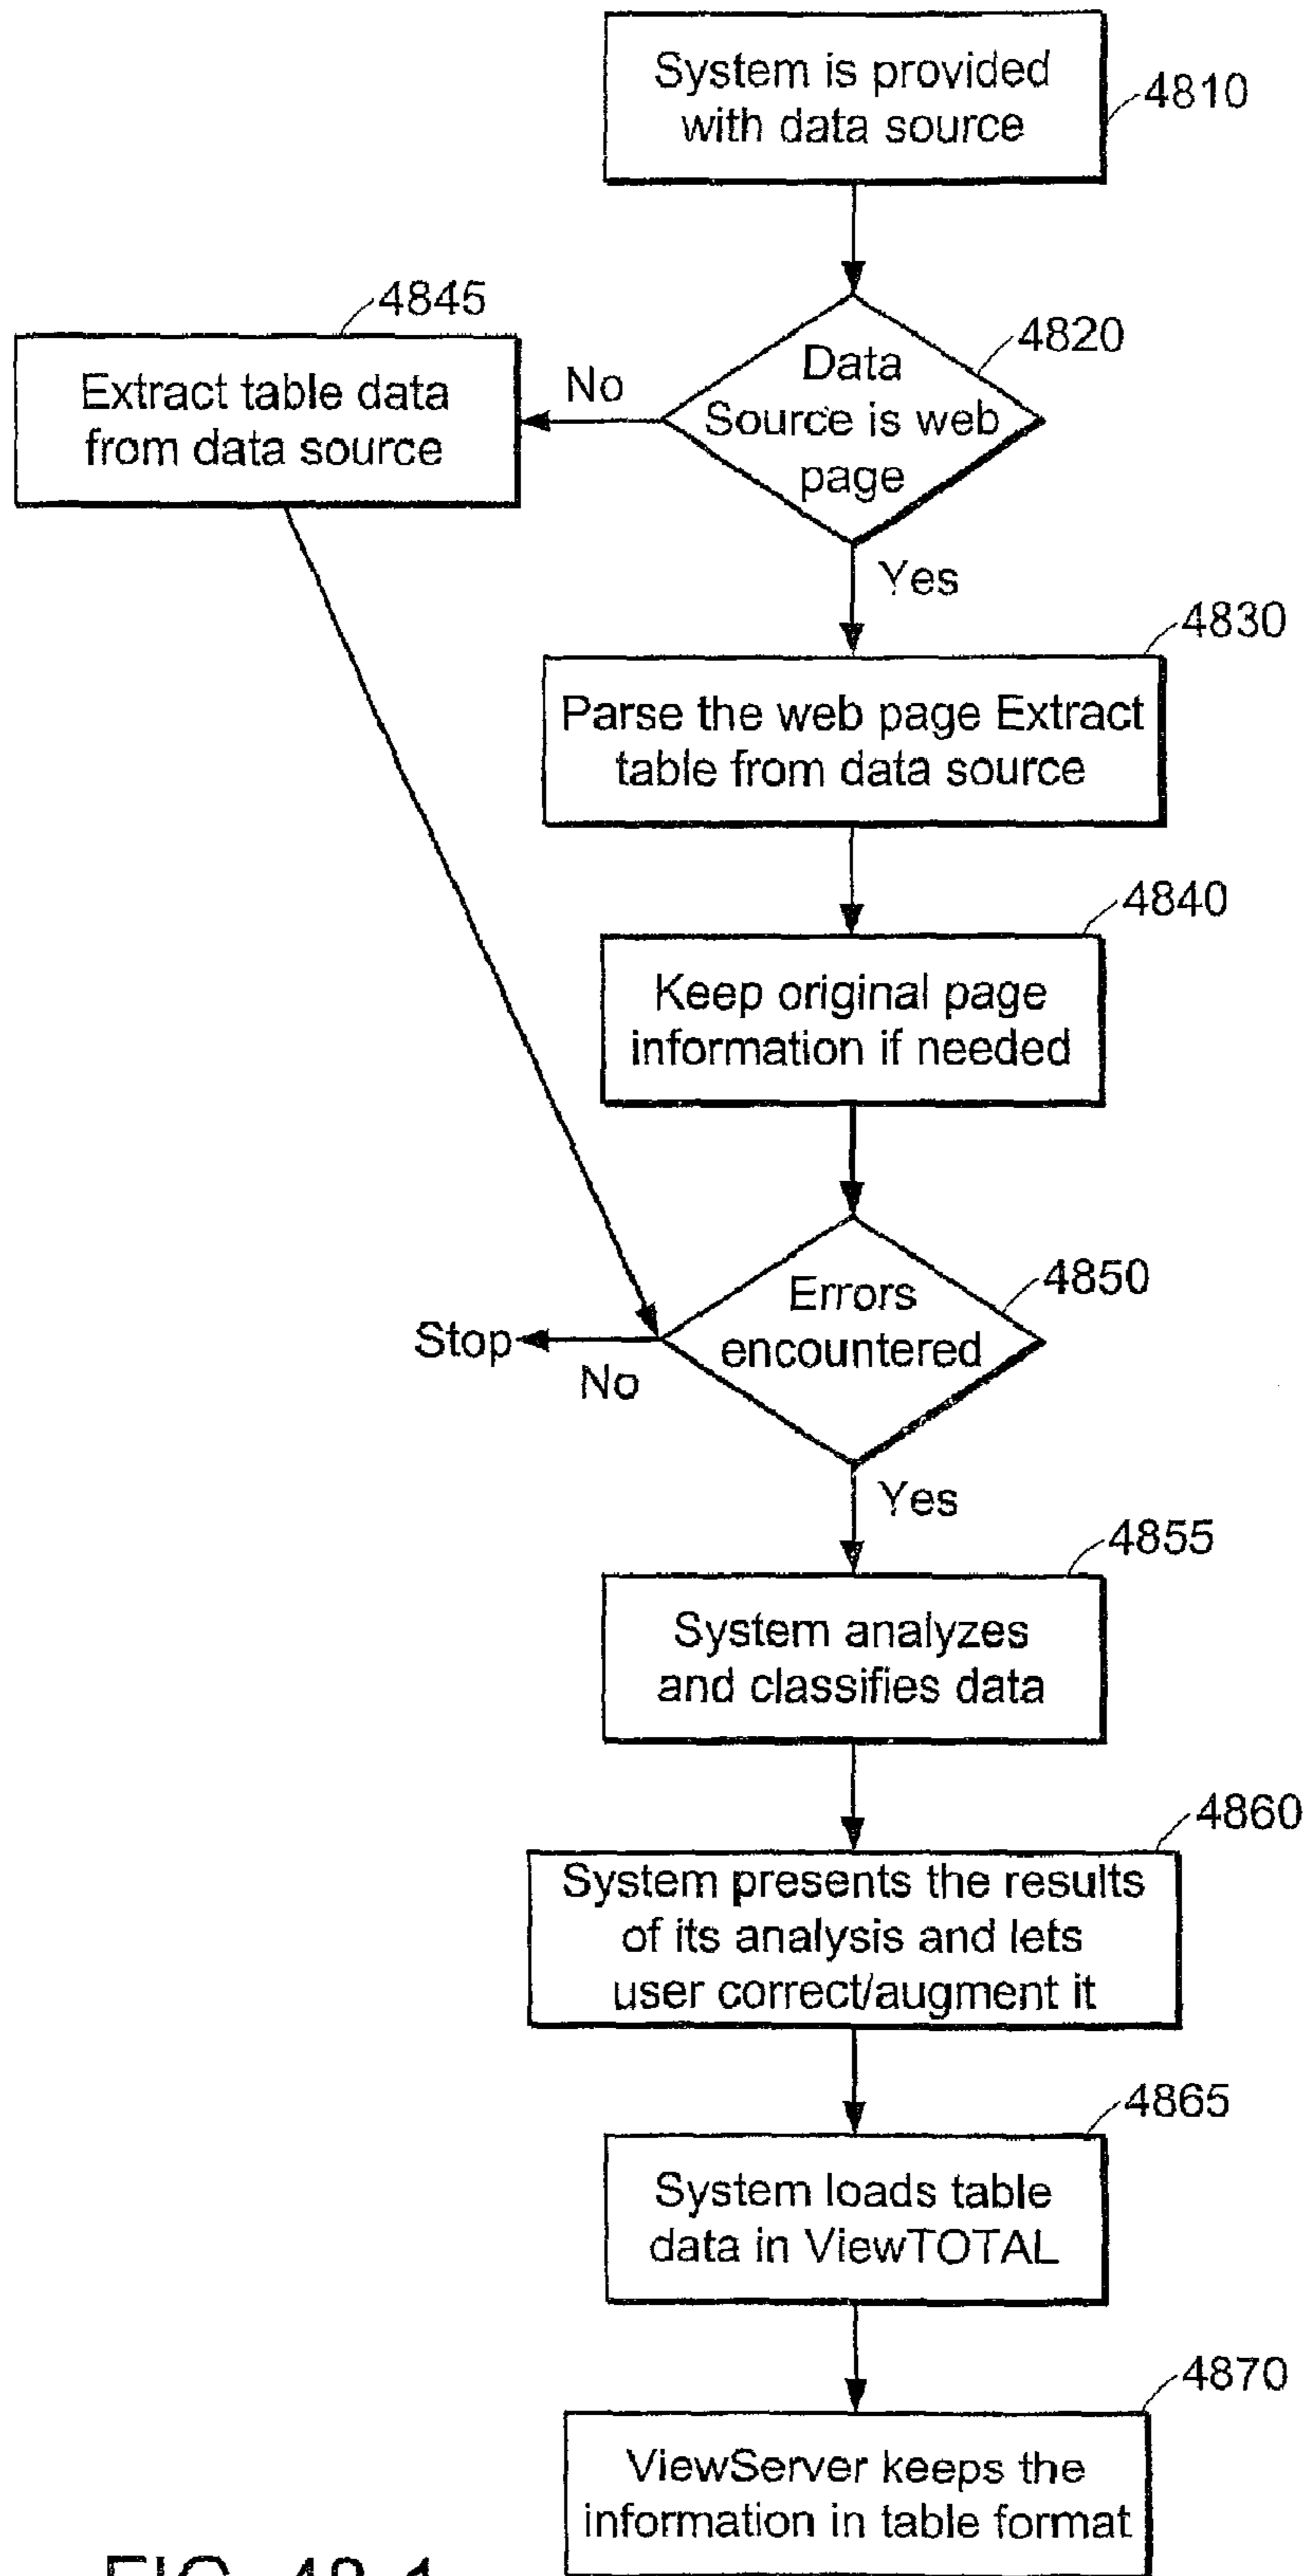 System is provided
with data source
4810
4845
Extract table data
from data source
No
Data
Source is web
page
4820
Yes
4830
Parse the web page Extract
table from data source
4840
Keep original page
information if needed
Errors
encountered
4850
Stop
No
Yes
4855
System analyzes
and classifies data
4860
System presents the results
of its analysis and lets
user correct/augment it
4865
System loads table
data in ViewTOTAL
4870
ViewServer keeps the
information in table format
FIG. 48-1